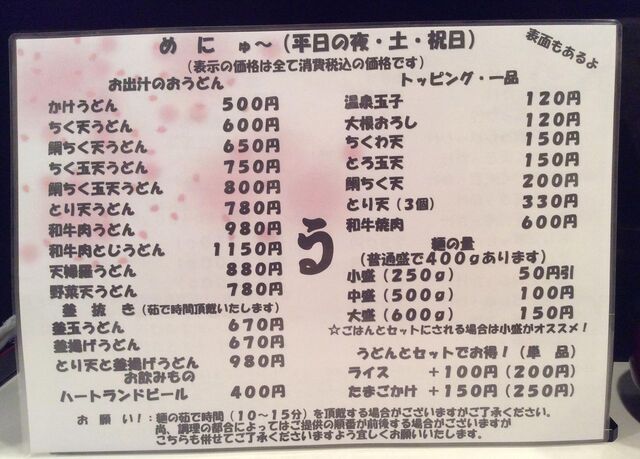 めにゅ～(平日の夜・土・祝日)
表面もあるよ
(表示の価格は全て消費税込の価格です)
お出汁のおうどん
かけうどん 500円
ちく天うどん 600円
鯛ちく天うどん 650円
ちく玉天うどん 750円
鯛ちく玉天うどん 800円
とり天うどん 780円
和牛肉うどん 980円
和牛肉とじうどん 1150円
天婦羅うどん 880円
野菜天うどん 780円
釜抜き(茹で時間頂戴いたします)
釜玉うどん 670円
釜揚げうどん 670円
とり天と釜揚げうどん 980円
お飲みもの
ハートランドビール 400円
う
トッピング・一品
温泉玉子 120円
大根おろし 120円
ちくわ天 150円
とろ玉天 150円
鯛ちく天 200円
とり天(3個) 330円
和牛焼肉 600円
麺の量
(普通盛で400gあります)
小盛(250g) 50円引
中盛(500g) 100円
大盛(600g) 150円
☆ごはんとセットにされる場合は小盛がオススメ!
うどんとセットでお得!(単品)
ライス +100円(200円)
たまごかけ +150円(250円)
お願い!:麺の茹で時間(10～15分)を頂戴する場合がございますがご了承ください。
尚、調理の都合によってはご提供の順番が前後する場合がございますが
こちらも併せてご了承くださいますよう宜しくお願いいたします。